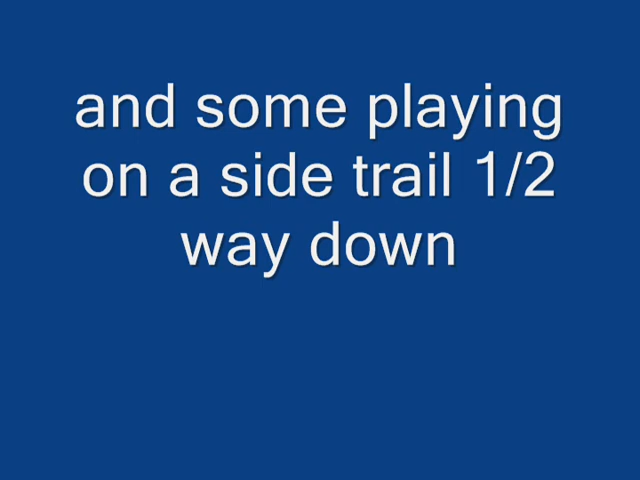 and some playing
on a side trail 1/2
way down